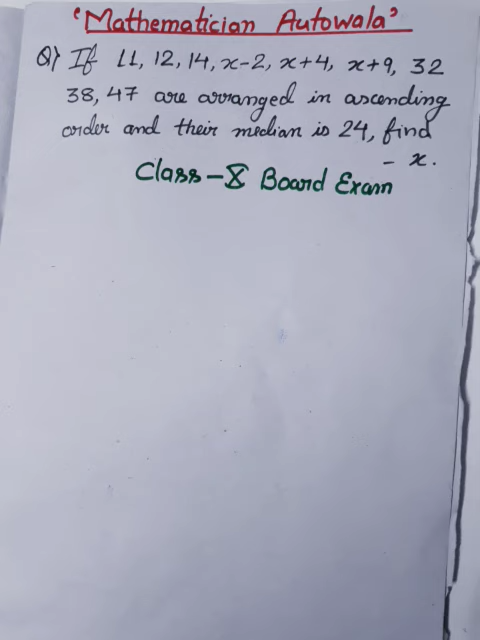 'Mathematician Autowala'
Q) If 11, 12, 14, x-2, x+4, x+9, 32
38, 47 are arranged in ascending
order and their median is 24, find
- x.
Class-X Board Exam